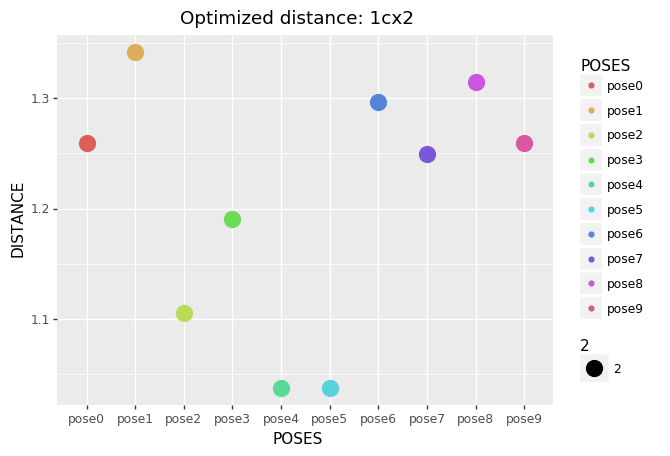 Optimized distance: 1cx2
DISTANCE
1.3
1.2
1.1
pose0 pose1 pose2 pose3 pose4 pose5 pose6 pose7 pose8 pose9
POSES
POSES
pose0
pose1
pose2
pose3
pose4
pose5
pose6
pose7
pose8
pose9
2
2